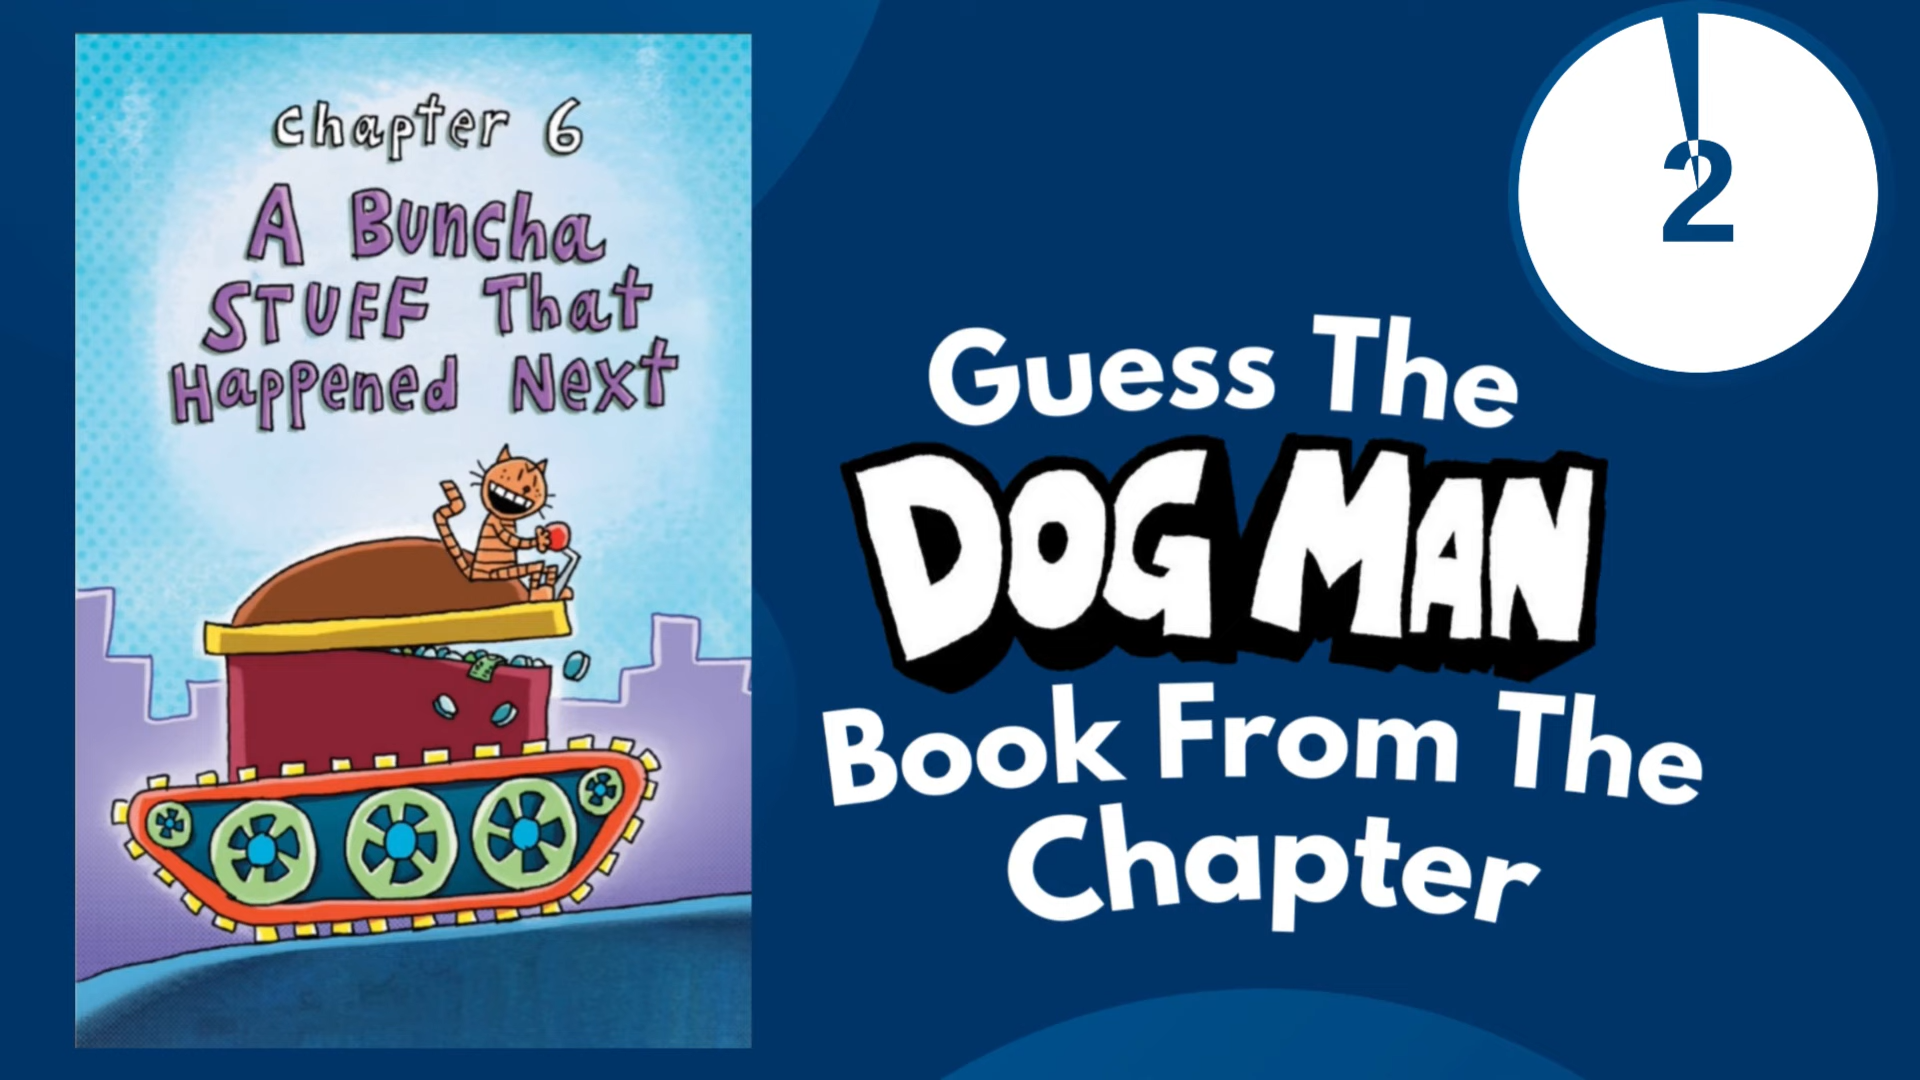 Chapter 6
A Buncha
STUFF That
Happened Next
2
Guess The
DOG MAN
Book From The
Chapter